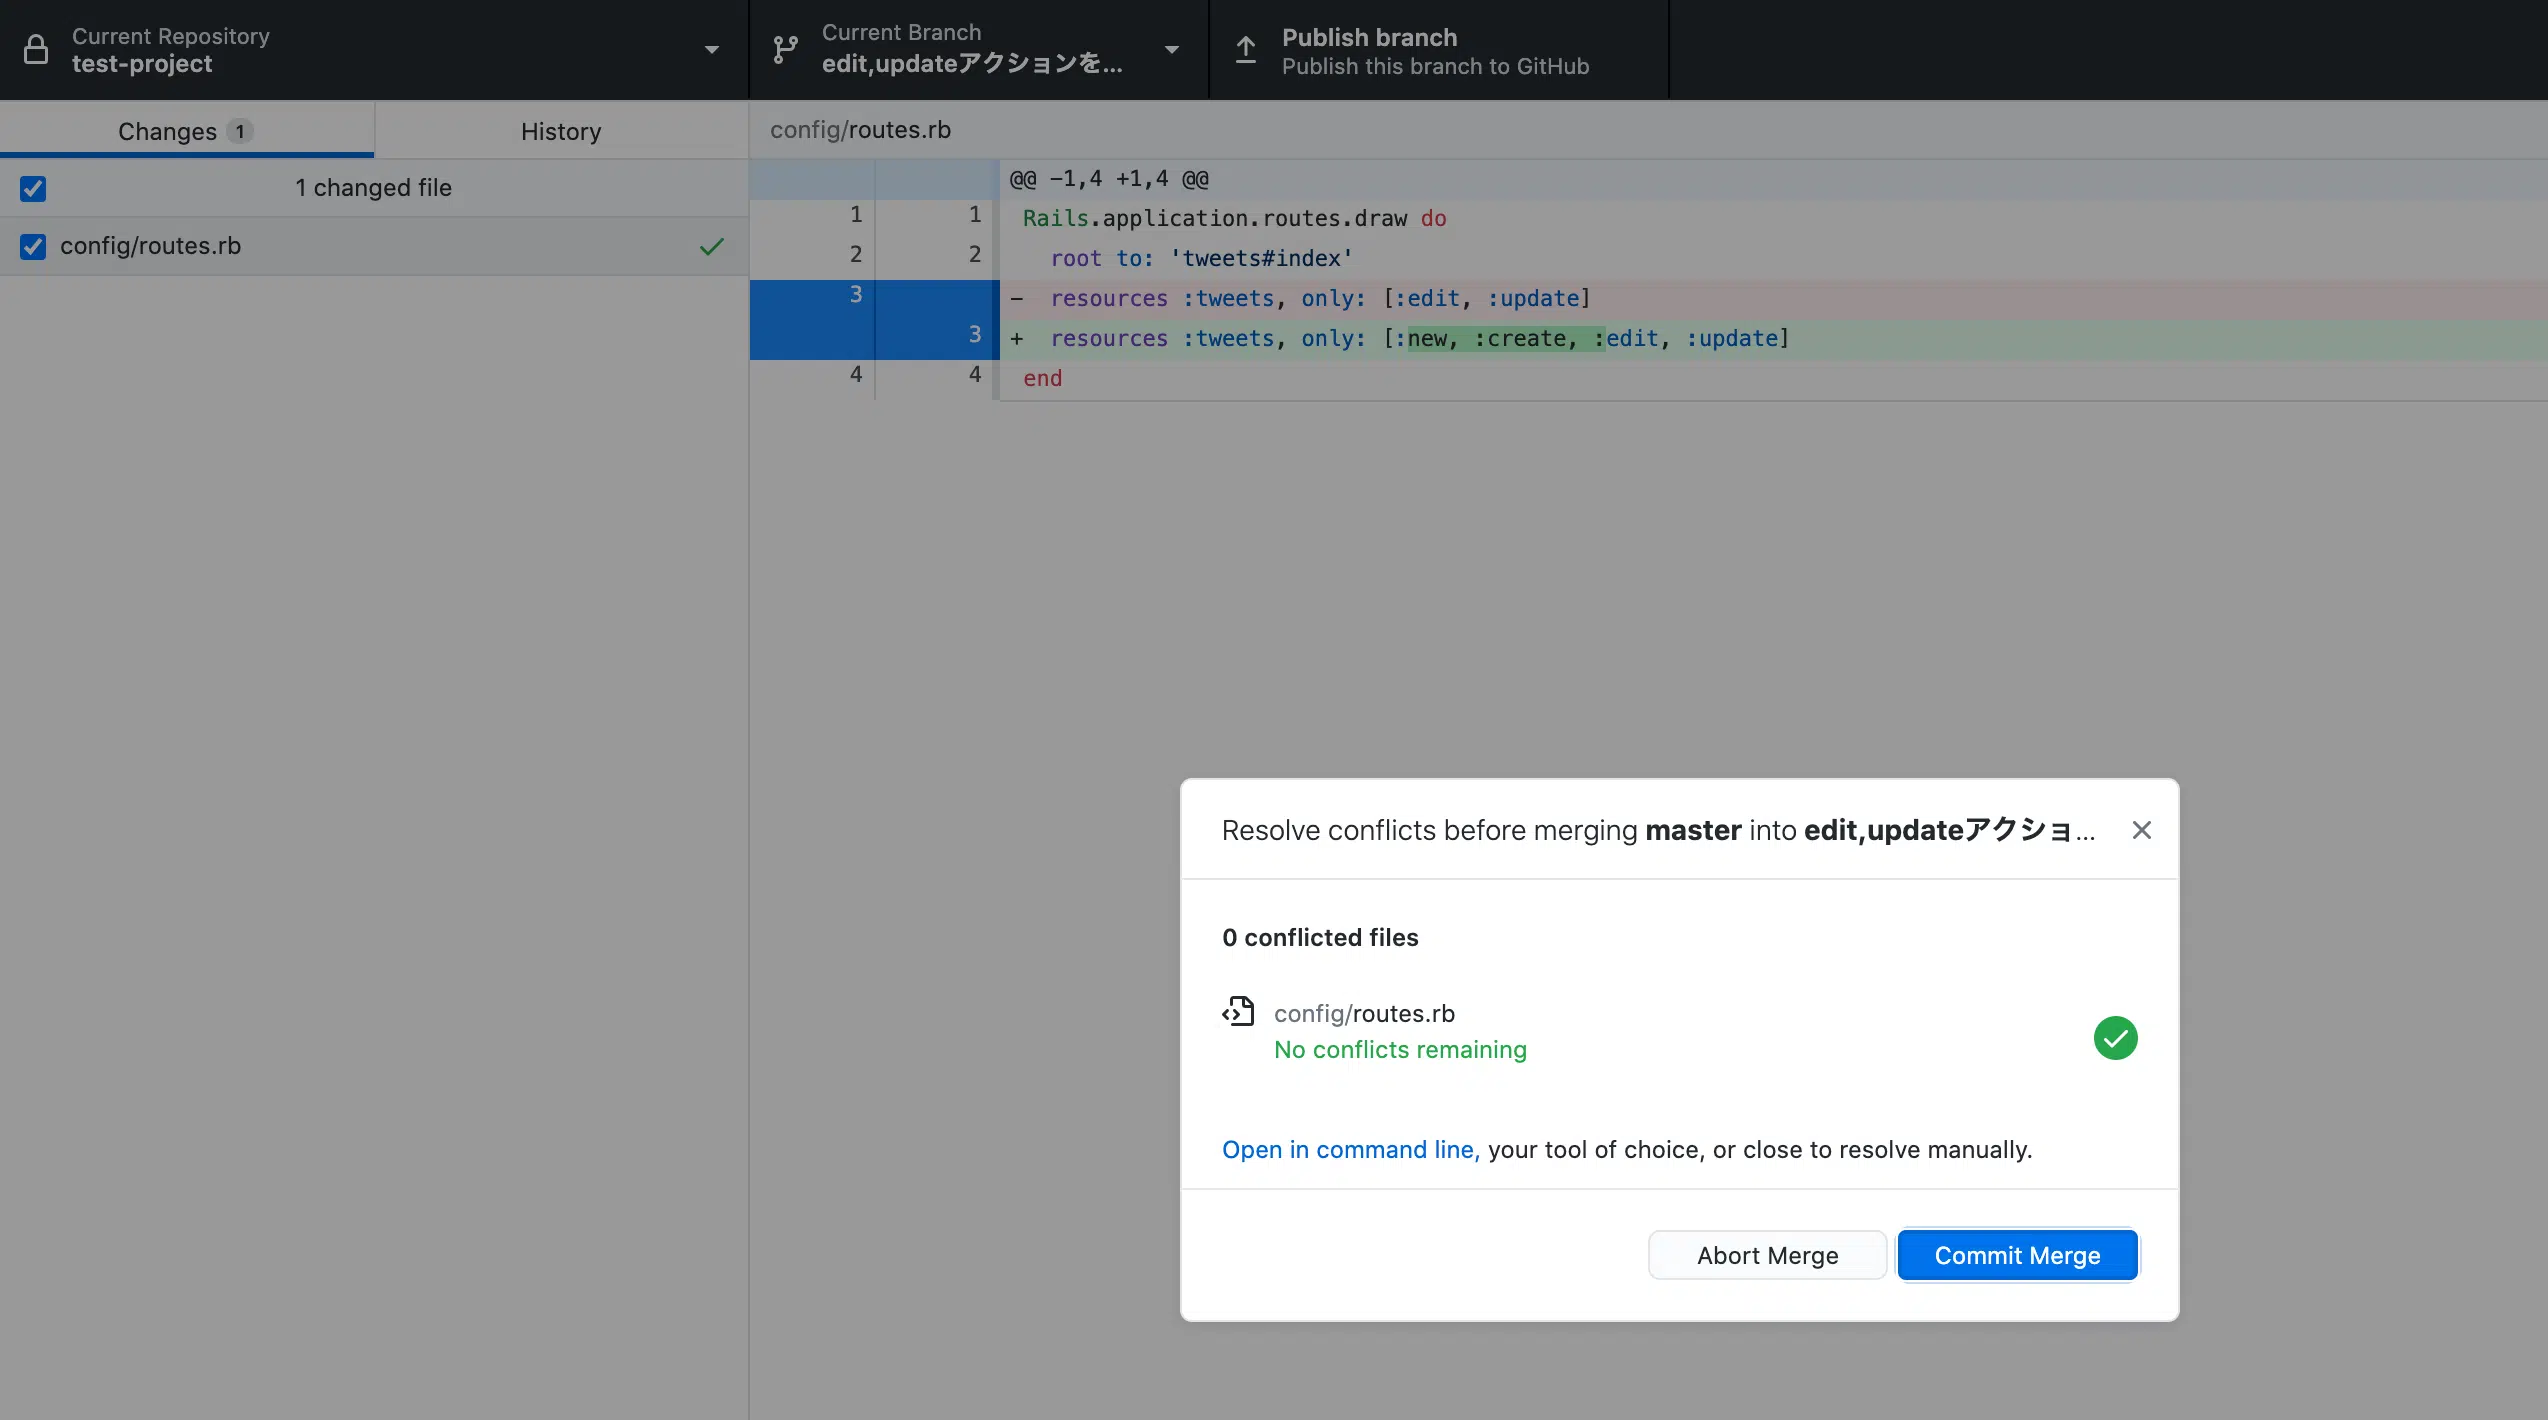 Current Repository
test-project
Current Branch
edit,updateアクションを...
Publish branch
Publish this branch to GitHub
Changes 1
History
config/routes.rb
1 changed file
config/routes.rb
@@ -1,4 +1,4 @@
1 1 Rails.application.routes.draw do
2 2 root to: 'tweets#index'
3 - resources :tweets, only: [:edit, :update]
3 + resources :tweets, only: [:new, :create, :edit, :update]
4 4 end
Resolve conflicts before merging master into edit,updateアクショ...
0 conflicted files
config/routes.rb
No conflicts remaining
Open in command line, your tool of choice, or close to resolve manually.
Abort Merge
Commit Merge